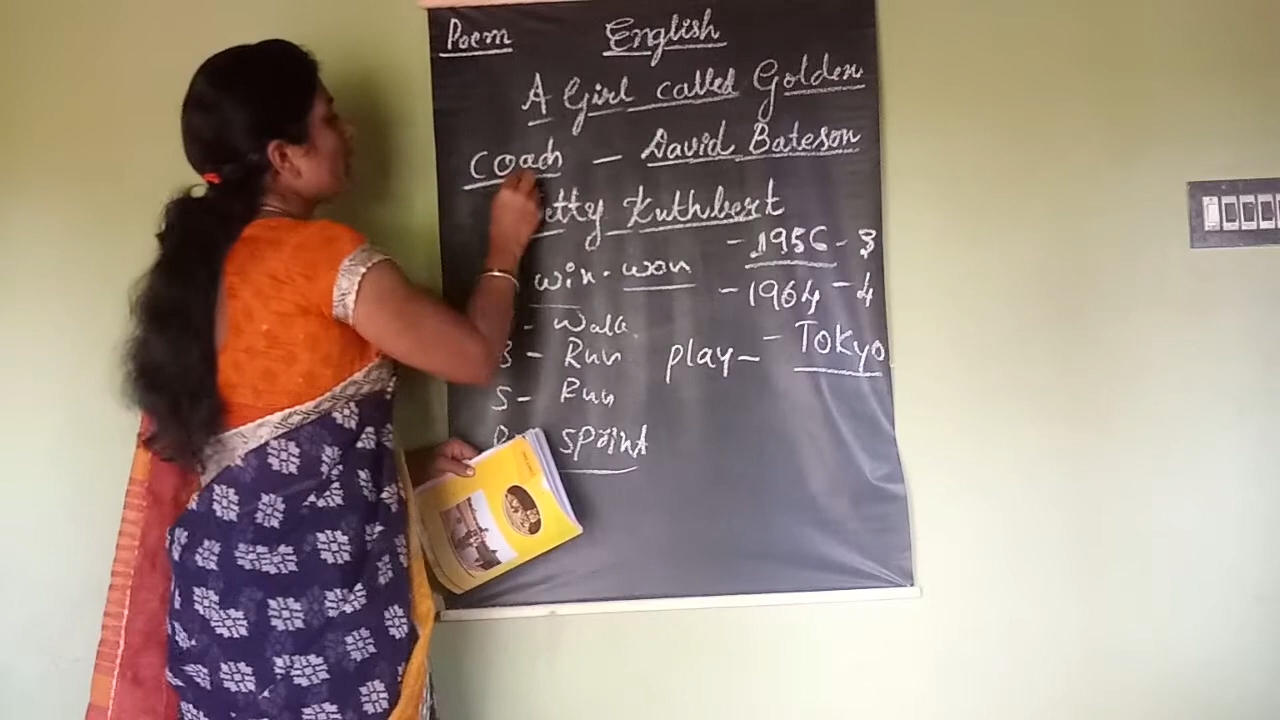 Poem English
A Girl called Golden
coach – David Bateson
etty Kuthbert
win - won – 1956 - 3
– 1964 – 4
– Walk
3 – Run play – – Tokyo
S – Run
sprint